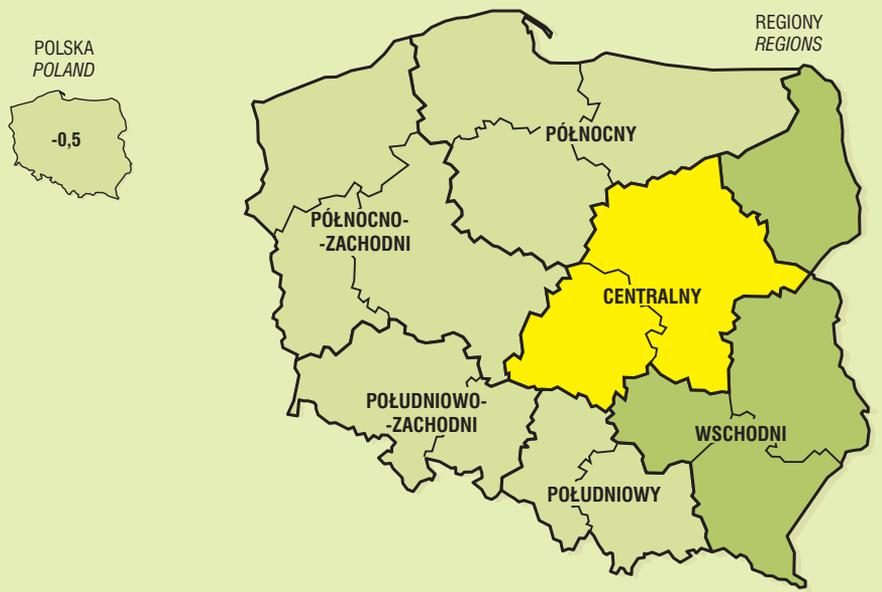 POLSKA
POLAND
-0,5
REGIONY
REGIONS
PÓŁNOCNY
PÓŁNOCNO-
-ZACHODNI
CENTRALNY
POŁUDNIOWO-
-ZACHODNI
WSCHODNI
POŁUDNIOWY